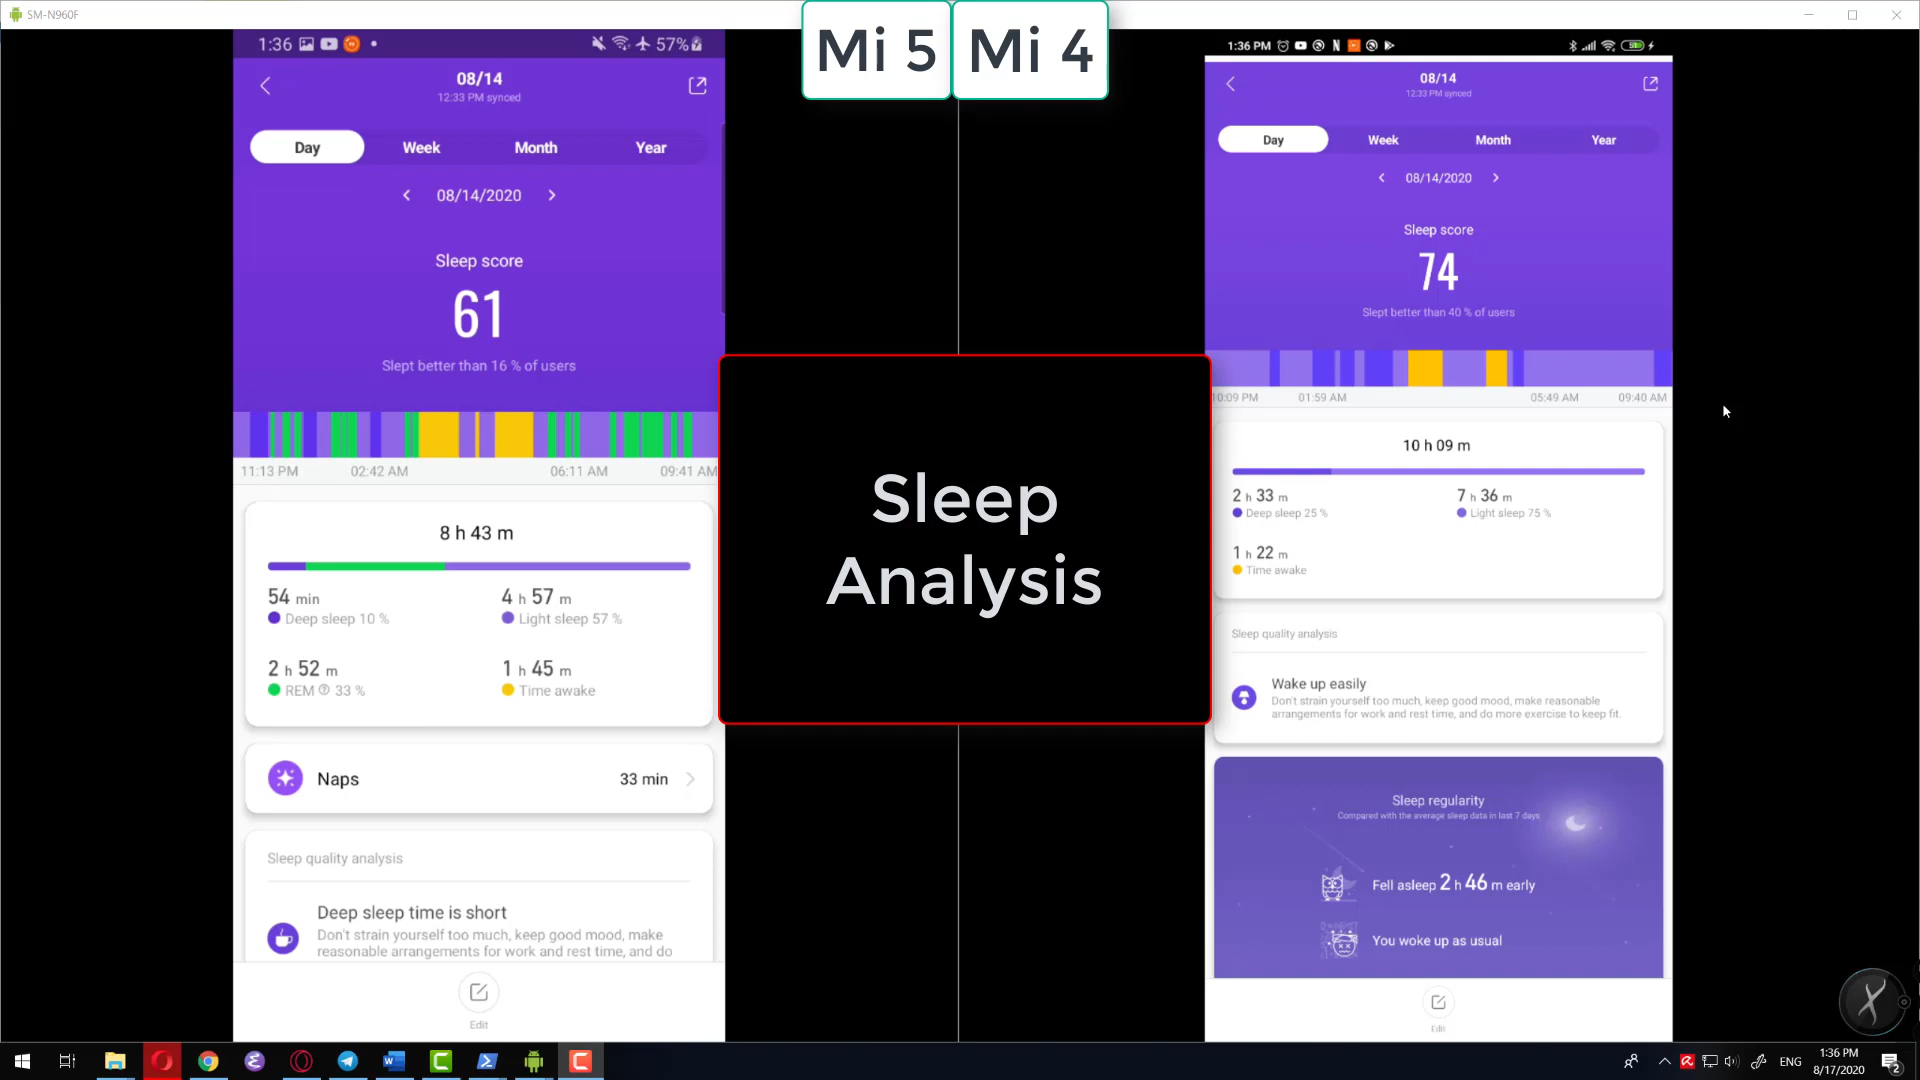 SM-N960F
Mi 5
Mi 4
1:36
57%
08/14
12:33 PM synced
Day
Week
Month
Year
08/14/2020
Sleep score
61
Slept better than 16 % of users
11:13 PM
02:42 AM
06:11 AM
09:41 AM
8 h 43 m
54 min
4 h 57 m
Deep sleep 10 %
Light sleep 57 %
2 h 52 m
1 h 45 m
REM 33 %
Time awake
Naps
33 min
Sleep quality analysis
Deep sleep time is short
Don't strain yourself too much, keep good mood, make
reasonable arrangements for work and rest time, and do
Edit
Sleep
Analysis
1:36 PM
08/14
12:33 PM synced
Day
Week
Month
Year
08/14/2020
Sleep score
74
Slept better than 40 % of users
0:09 PM
01:59 AM
05:49 AM
09:40 AM
10 h 09 m
2 h 33 m
7 h 36 m
Deep sleep 25 %
Light sleep 75 %
1 h 22 m
Time awake
Sleep quality analysis
Wake up easily
Don't strain yourself too much, keep good mood, make reasonable
arrangements for work and rest time, and do more exercise to keep fit.
Sleep regularity
Compared with the average sleep data in last 7 days
Fell asleep 2 h 46 m early
You woke up as usual
Edit
ENG
1:36 PM
8/17/2020
2